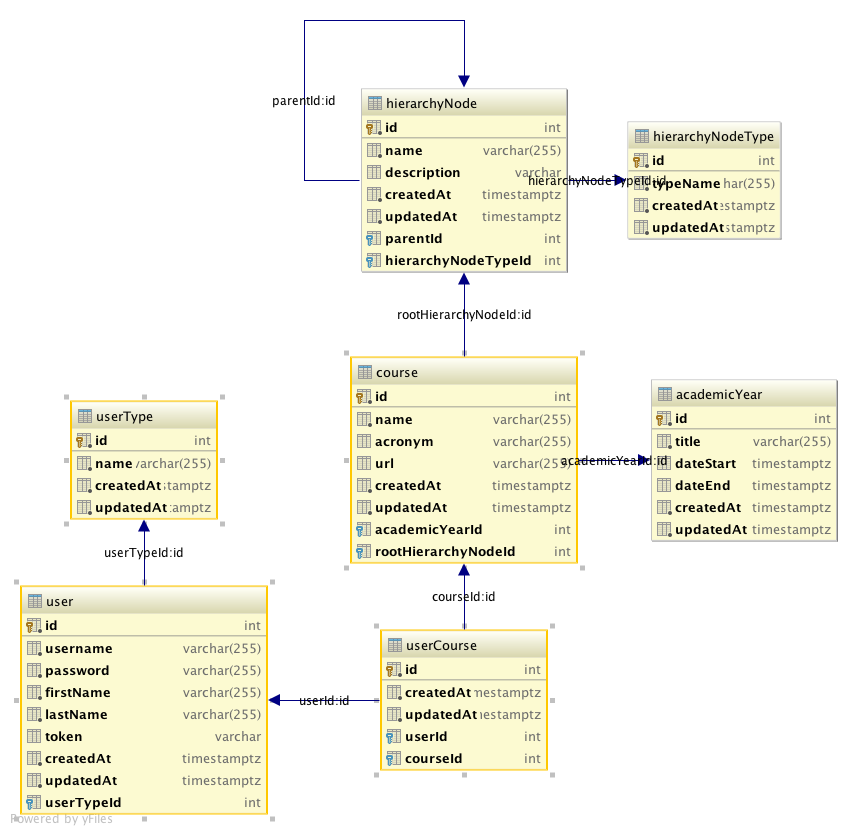 parentId:id
hierarchyNode
id int
name varchar(255)
description varchar
createdAt timestamptz
updatedAt timestamptz
parentId int
hierarchyNodeTypeId int
hierarchyNodeTypeId:id
hierarchyNodeType
id int
typeName har(255)
createdAt estamptz
updatedAt stamptz
rootHierarchyNodeId:id
course
id int
name varchar(255)
acronym varchar(255)
url varchar(255)
createdAt timestamptz
updatedAt timestamptz
academicYearId int
rootHierarchyNodeId int
academicYearId:id
academicYear
id int
title varchar(255)
dateStart timestamptz
dateEnd timestamptz
createdAt timestamptz
updatedAt timestamptz
userType
id int
name varchar(255)
createdAt stamptz
updatedAt amptz
userTypeId:id
user
id int
username varchar(255)
password varchar(255)
firstName varchar(255)
lastName varchar(255)
token varchar
createdAt timestamptz
updatedAt timestamptz
userTypeId int
courseId:id
userCourse
id int
createdAt mestamptz
updatedAt estamptz
userId int
courseId int
userId:id
Powered by yFiles